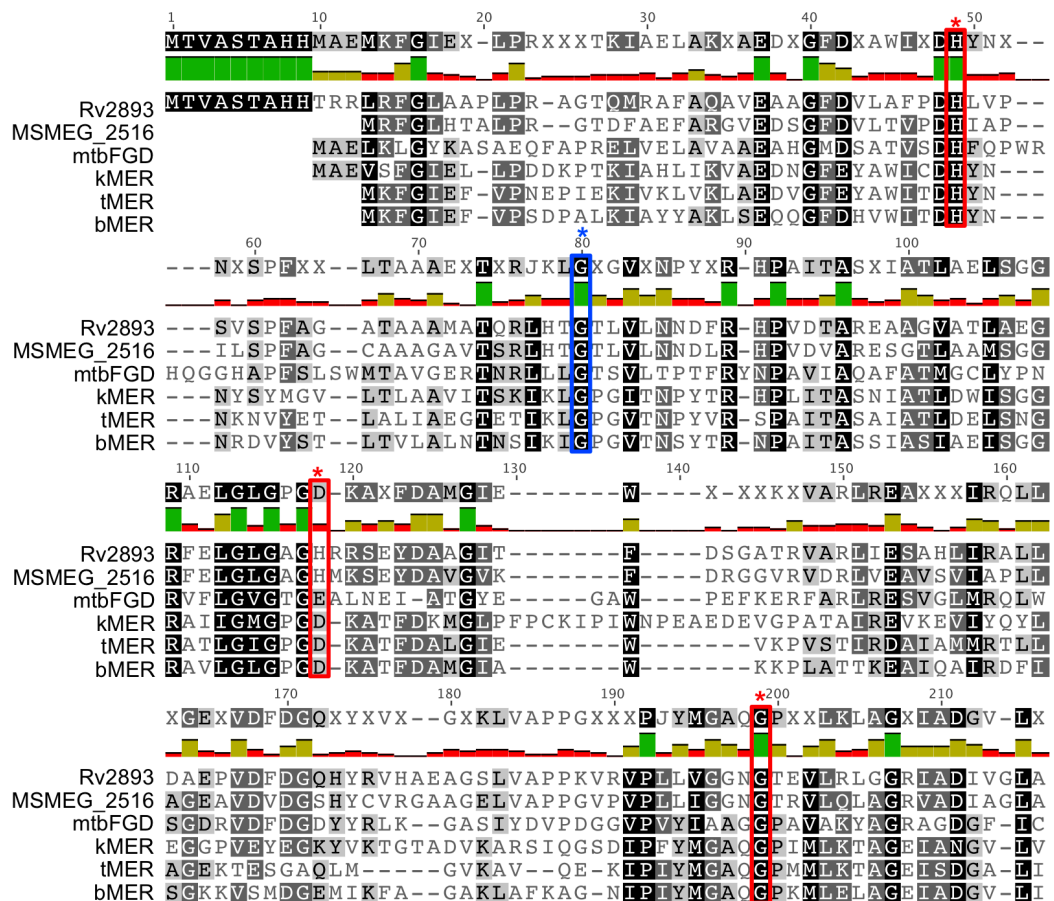 1 10 20 30 40 50
*
MTVASTAHHMAEMKFGIEX-LPRXXXTKIAELAKXAEDXGFDXAWIXDHYNX--
Rv2893 MTVASTAHHTRRLRFGLAAPLPR-AGTQMRAFAQAVEAAGFDVLAFPDHLVP--
MSMEG_2516 MRFGLHTALPR--GTDFAEFARGVEDSGFDVLTVPDHIAP--
mtbFGD MAELKLGYKASAEQFAPRELVELAVAAEAHGMDSATVSDHFQPWR
kMER MAEVSFGIEL-LPDDKPTKIAHLIKVAEDNGFEYAWICDHYN---
tMER MKFGIEF-VPNEPIEKIVKLVKLAEDVGFEYAWITDHYN---
bMER MKFGIEF-VPSDPALKIAYYAKLSEQQGFDHVWITDHYN---
*
60 70 80 90 100
---NXSPFXX--LTAAAEXTXRJKLGXGVXNPYXR-HPAITASXIATLAELSGG
Rv2893 ---SVSPFAG--ATAAAMATQRLHTGTLVLNNDFR-HPVDTAREAAGVATLAEG
MSMEG_2516 ---ILSPFAG--CAAAGAVTSRLHTGTLVLNNDLR-HPVDVARESGTLAAMSGG
mtbFGD HQGGHAPFSLSWMTAVGERTNRLLLGTSVLTPTFRYNPAVIAQAFATMGCLYPN
kMER ---NYSYMGV--LTLAAVITSKIKLGPGITNPYTR-HPLITASNIATLDWISGG
tMER ---NKNVYET--LALIAEGTETIKLGPGVTNPYVR-SPAITASAIATLDELSNG
bMER ---NRDVYST--LTVLALNTNSIKIGPGVTNSYTR-NPAITASSIASIAEISGG
110 * 120 130 140 150 160
RAELGLGPGD-KAXFDAMGIE-------W----X-XXKXVARLREAXXXIRQLL
Rv2893 RFELGLGAGHRRSEYDAAGIT-------F----DSGATRVARLIESAHLIRALL
MSMEG_2516 RFELGLGAGHMKSEYDAVGVK-------F----DRGGVRVDRLVEAVSVIAPLL
mtbFGD RVFLGVGTGEALNEI-ATGYE-----GAW----PEFKERFARLRESVGLMRQLW
kMER RAIIGMGPGD-KATFDKMGLPFPCKIPIWNPEAEDEVGPATAIREVKEVIYQYL
tMER RATLGIGPGD-KATFDALGIE-------W------VKPVSTIRDAIAMMRTLL
bMER RAVLGIGPGD-KATFDAMGIA-------W------KKPLATTKEAIQAIRDFI
170 180 190 * 200 210
XGEXVDFDGQXYXVX--GXKLVAPPGXXXPJYMGAQGPXXLKLAGXIADGV-LX
Rv2893 DAEPVDFDGQHYRVHAEAGSLVAPPKVRVPLLVGGNGTEVLRLGGRIADIVGLA
MSMEG_2516 AGEAVDVDGSHYCVRGAAGELVAPPGVPVPLLIGGNGTRVLQLAGRVADIAGLA
mtbFGD SGDRVDFDGDYYRLK--GASIYDVPDGGVPVYIAAGGPAVAKYAGRAGDGF-IC
kMER EGGPVEYEGKYVKTGTADVKARSIQGSDIPFYMGAQGPIMLKTAGEIANGV-LV
tMER AGEKTESGAQLM----GVKAV--QE-KIPIYMGAQGPMMLKTAGEISDGA-LI
bMER SGKKVSMDGEMIKFA--GAKLAFKAG-NIPIYMGAQGPKMLELAGEIADGV-LI